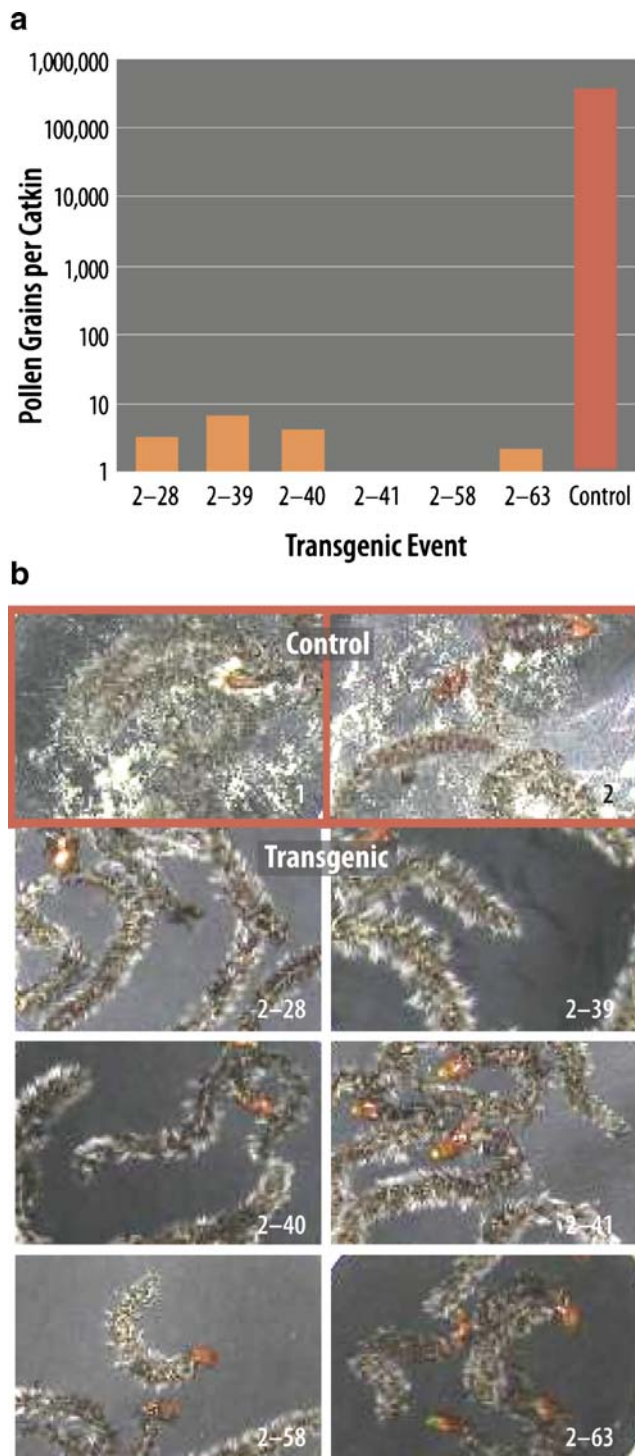 a
1,000,000
100,000
10,000
1,000
100
10
1
Pollen Grains per Catkin
2–28 2–39 2–40 2–41 2–58 2–63 Control
Transgenic Event
b
Control
1 2
Transgenic
2–28 2–39
2–40 2–41
2–58 2–63